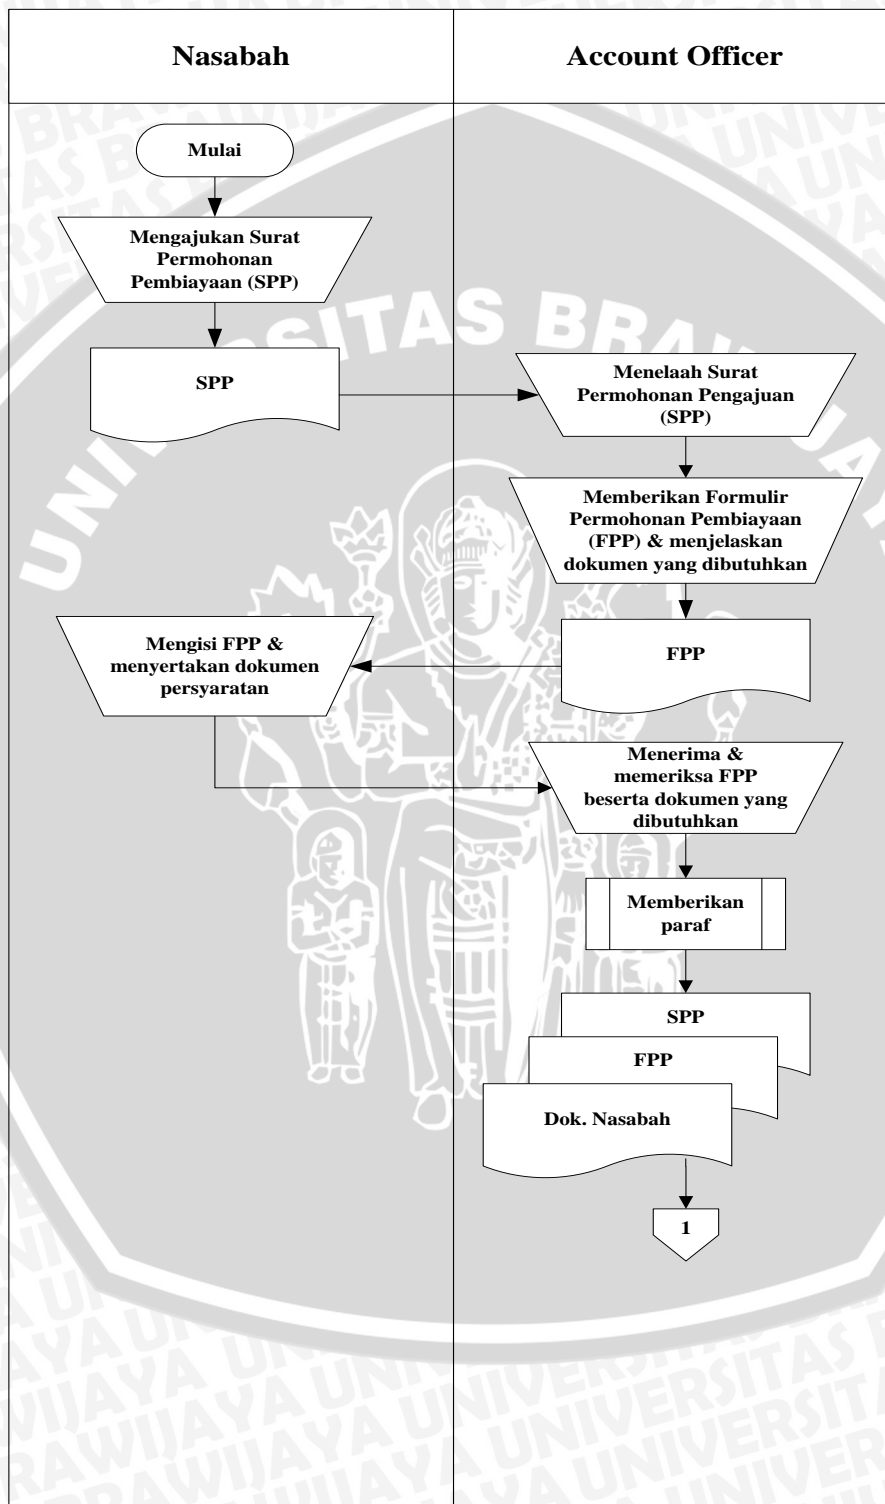 Nasabah
Account Officer
Mulai
Mengajukan Surat
Permohonan
Pembiayaan (SPP)
SPP
Menelaah Surat
Permohonan Pengajuan
(SPP)
Memberikan Formulir
Permohonan Pembiayaan
(FPP) & menjelaskan
dokumen yang dibutuhkan
FPP
Mengisi FPP &
menyertakan dokumen
persyaratan
Menerima &
memeriksa FPP
beserta dokumen yang
dibutuhkan
Memberikan
paraf
SPP
FPP
Dok. Nasabah
1